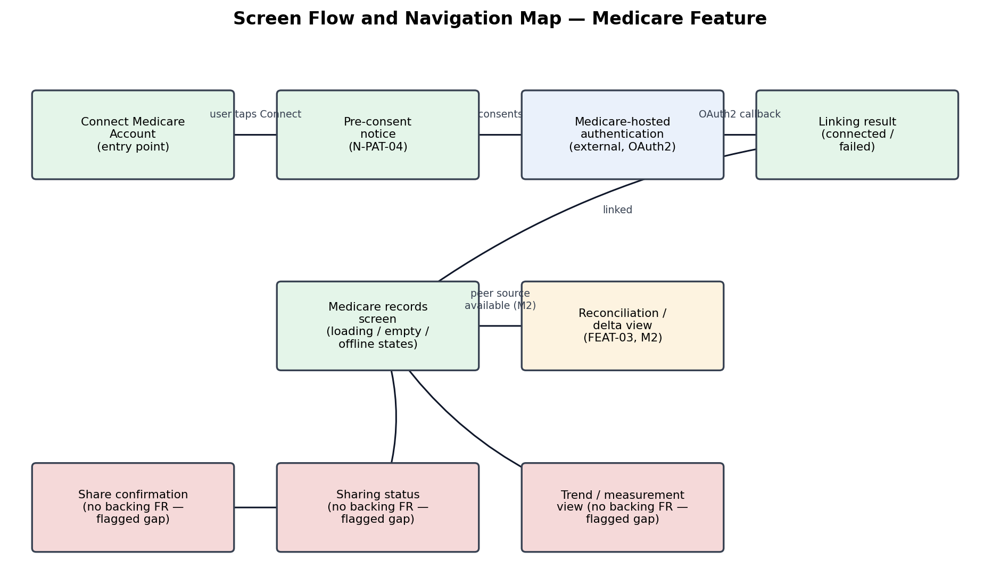 Screen Flow and Navigation Map — Medicare Feature
Connect Medicare
Account
(entry point)
user taps Connect
Pre-consent
notice
(N-PAT-04)
consents
Medicare-hosted
authentication
(external, OAuth2)
OAuth2 callback
Linking result
(connected /
failed)
linked
Medicare records
screen
(loading / empty /
offline states)
peer source
available (M2)
Reconciliation /
delta view
(FEAT-03, M2)
Share confirmation
(no backing FR —
flagged gap)
Sharing status
(no backing FR —
flagged gap)
Trend / measurement
view (no backing FR —
flagged gap)